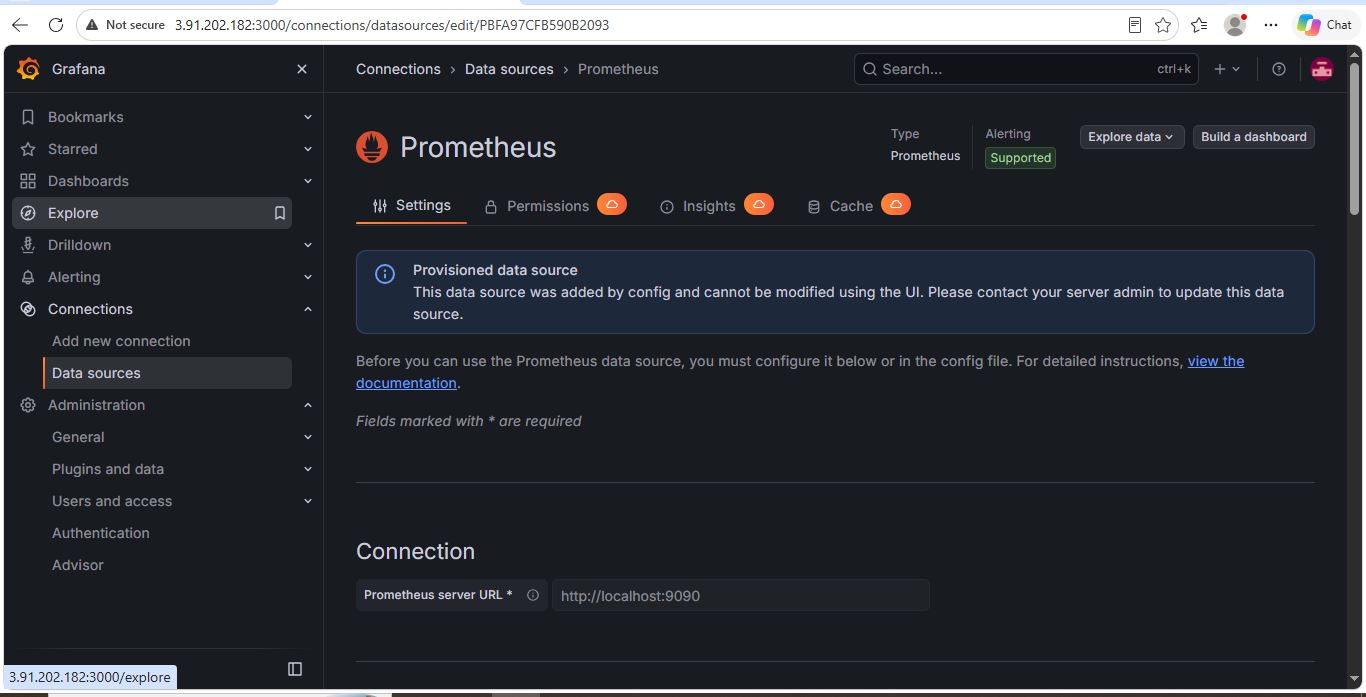 Not secure
3.91.202.182:3000/connections/datasources/edit/PBFA97CFB590B2093
Chat
Grafana
Connections › Data sources › Prometheus
Search...
ctrl+k
Bookmarks
Starred
Dashboards
Explore
Drilldown
Alerting
Connections
Add new connection
Data sources
Administration
General
Plugins and data
Users and access
Authentication
Advisor
Prometheus
Type
Prometheus
Alerting
Supported
Explore data
Build a dashboard
Settings
Permissions
Insights
Cache
Provisioned data source
This data source was added by config and cannot be modified using the UI. Please contact your server admin to update this data
source.
Before you can use the Prometheus data source, you must configure it below or in the config file. For detailed instructions, view the
documentation.
Fields marked with * are required
Connection
Prometheus server URL *
http://localhost:9090
3.91.202.182:3000/explore